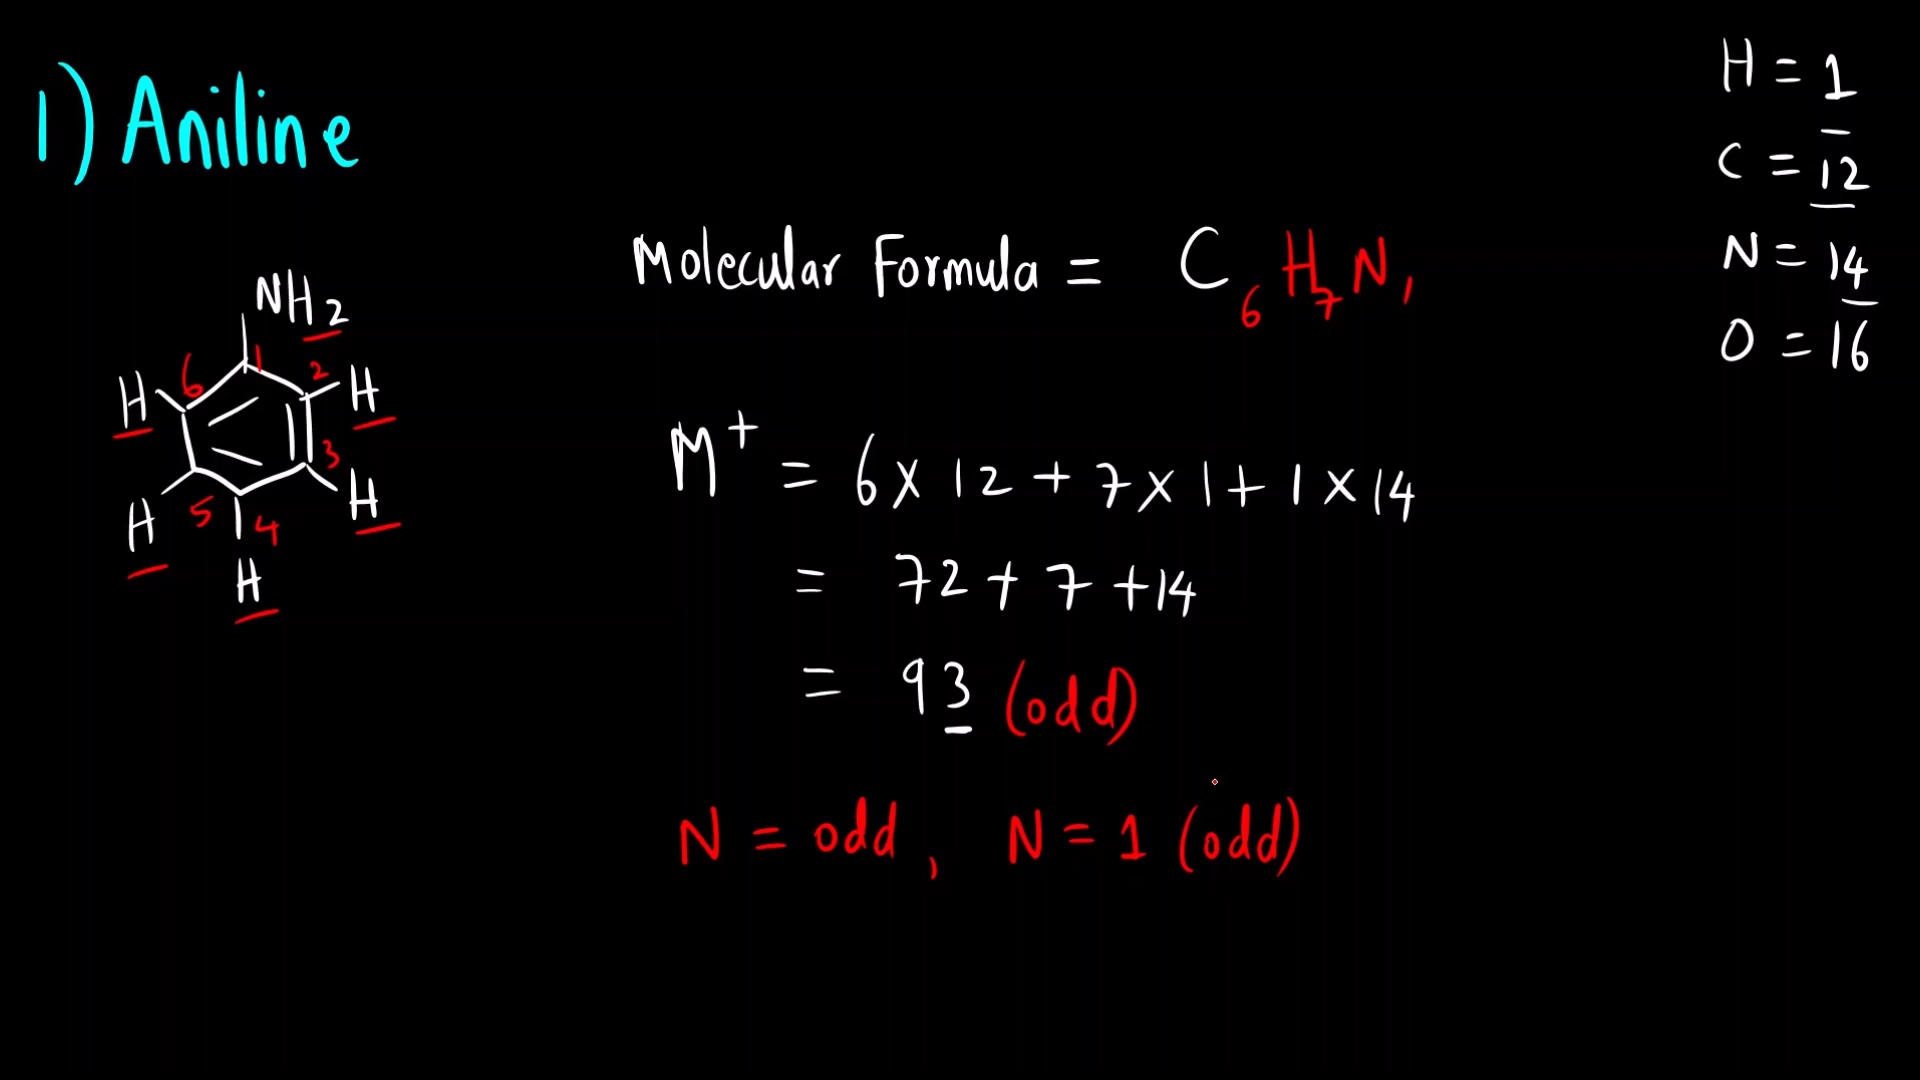 1) Aniline
H = 1
C = 12
N = 14
O = 16
Molecular Formula = C6H7N1
NH2
6 1 2
H H
3
H 5 4 H
H
M+ = 6 x 12 + 7 x 1 + 1 x 14
= 72 + 7 + 14
= 93 (odd)
N = odd, N = 1 (odd)